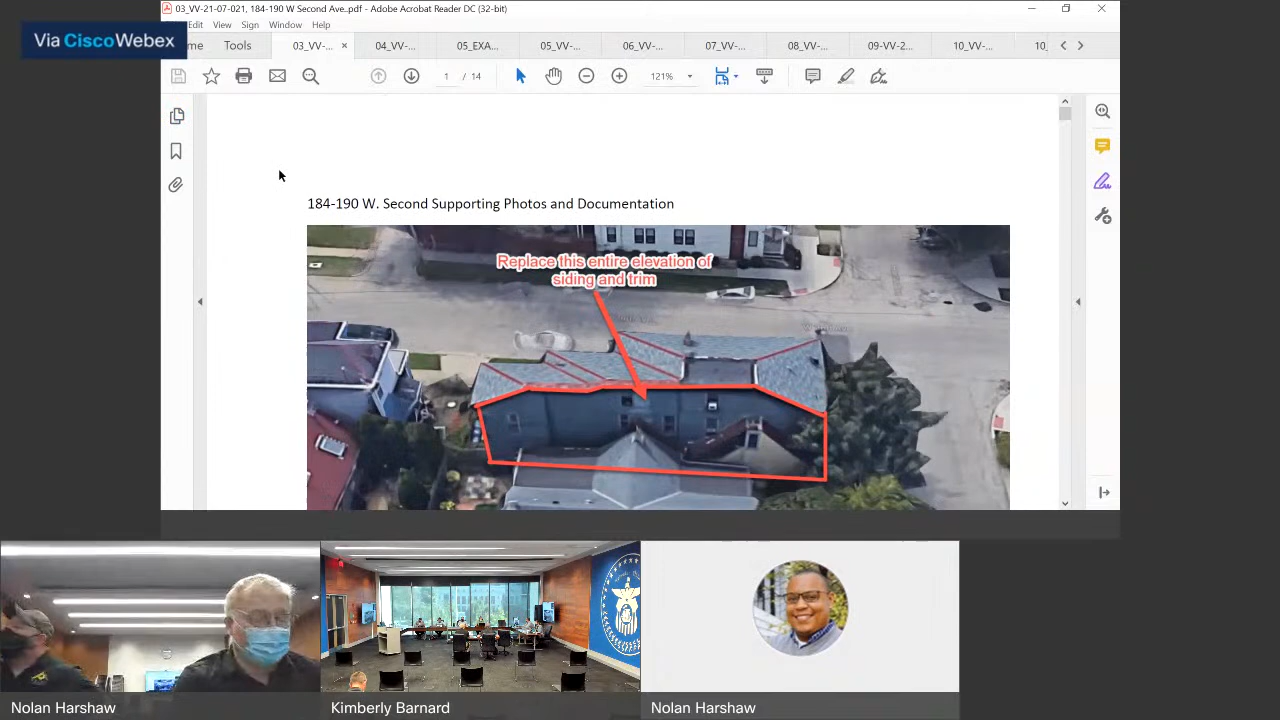 03_VV-21-07-021, 184-190 W Second Ave..pdf - Adobe Acrobat Reader DC (32-bit)
Via CiscoWebex
Edit View Sign Window Help
me Tools 03_VV-... × 04_VV-... 05_EXA... 05_VV-... 06_VV-... 07_VV-... 08_VV-... 09-VV-2... 10_VV-... 10_
1 / 14 121%
184-190 W. Second Supporting Photos and Documentation
Replace this entire elevation of
siding and trim
Nolan Harshaw Kimberly Barnard Nolan Harshaw